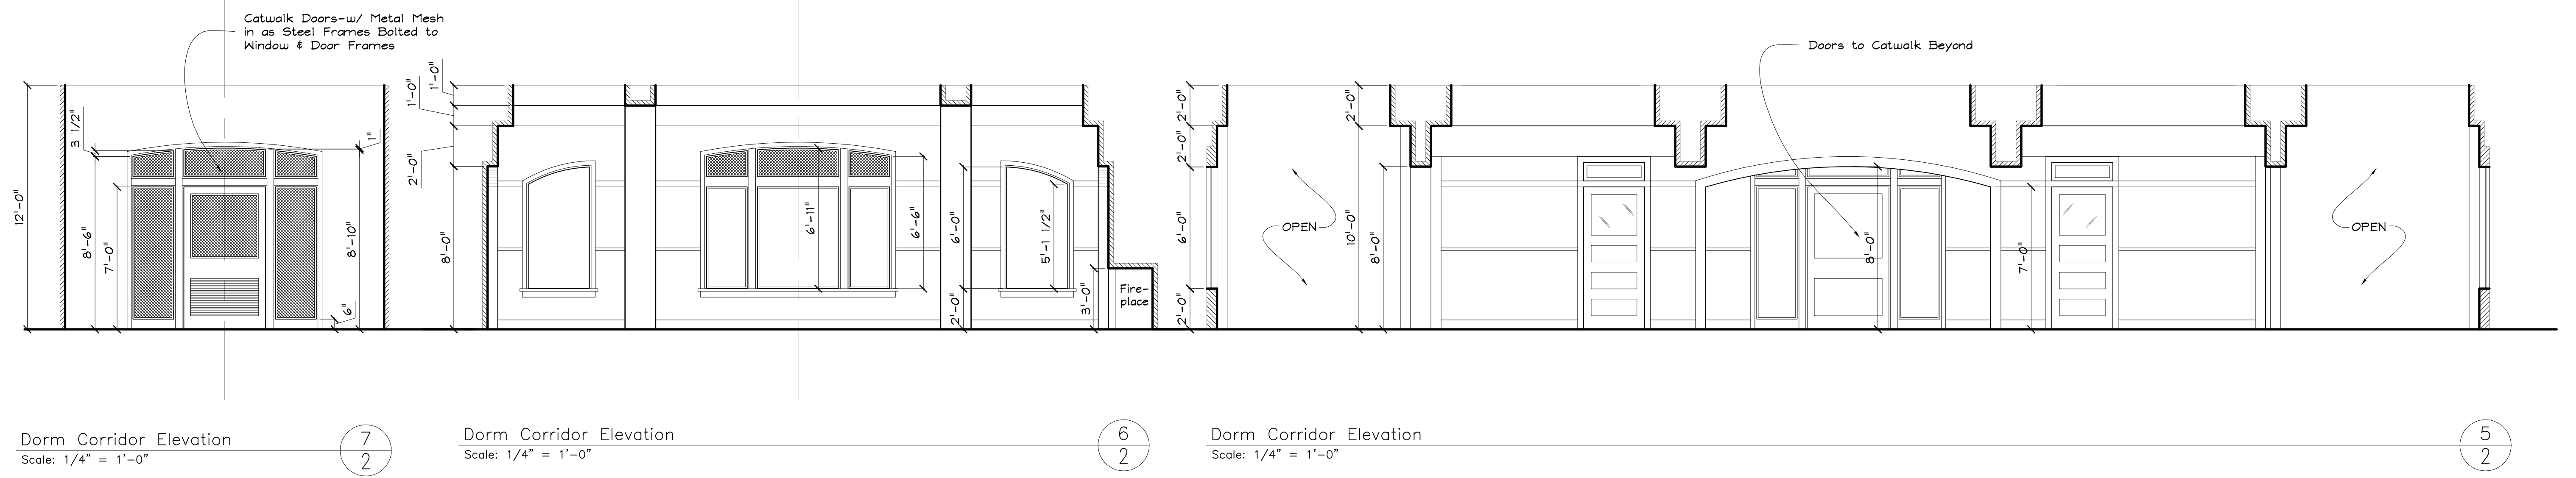 Catwalk Doors-w/ Metal Mesh
in as Steel Frames Bolted to
Window & Door Frames
12'-0"
3 1/2"
8'-6"
7'-0"
1"
8'-10"
6"
Dorm Corridor Elevation
Scale: 1/4" = 1'-0"
7
2
1'-0"
1'-0"
2'-0"
8'-0"
6'-11"
6'-6"
6'-0"
2'-0"
5'-1 1/2"
3'-0"
Fire-
place
Dorm Corridor Elevation
Scale: 1/4" = 1'-0"
6
2
Doors to Catwalk Beyond
2'-0"
2'-0"
6'-0"
2'-0"
OPEN
2'-0"
10'-0"
8'-0"
8'-0"
7'-0"
OPEN
Dorm Corridor Elevation
Scale: 1/4" = 1'-0"
5
2